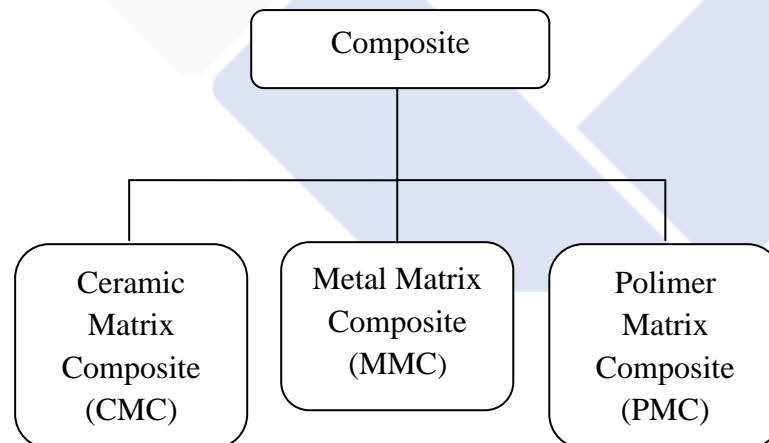 Composite
Ceramic
Matrix
Composite
(CMC)
Metal Matrix
Composite
(MMC)
Polimer
Matrix
Composite
(PMC)